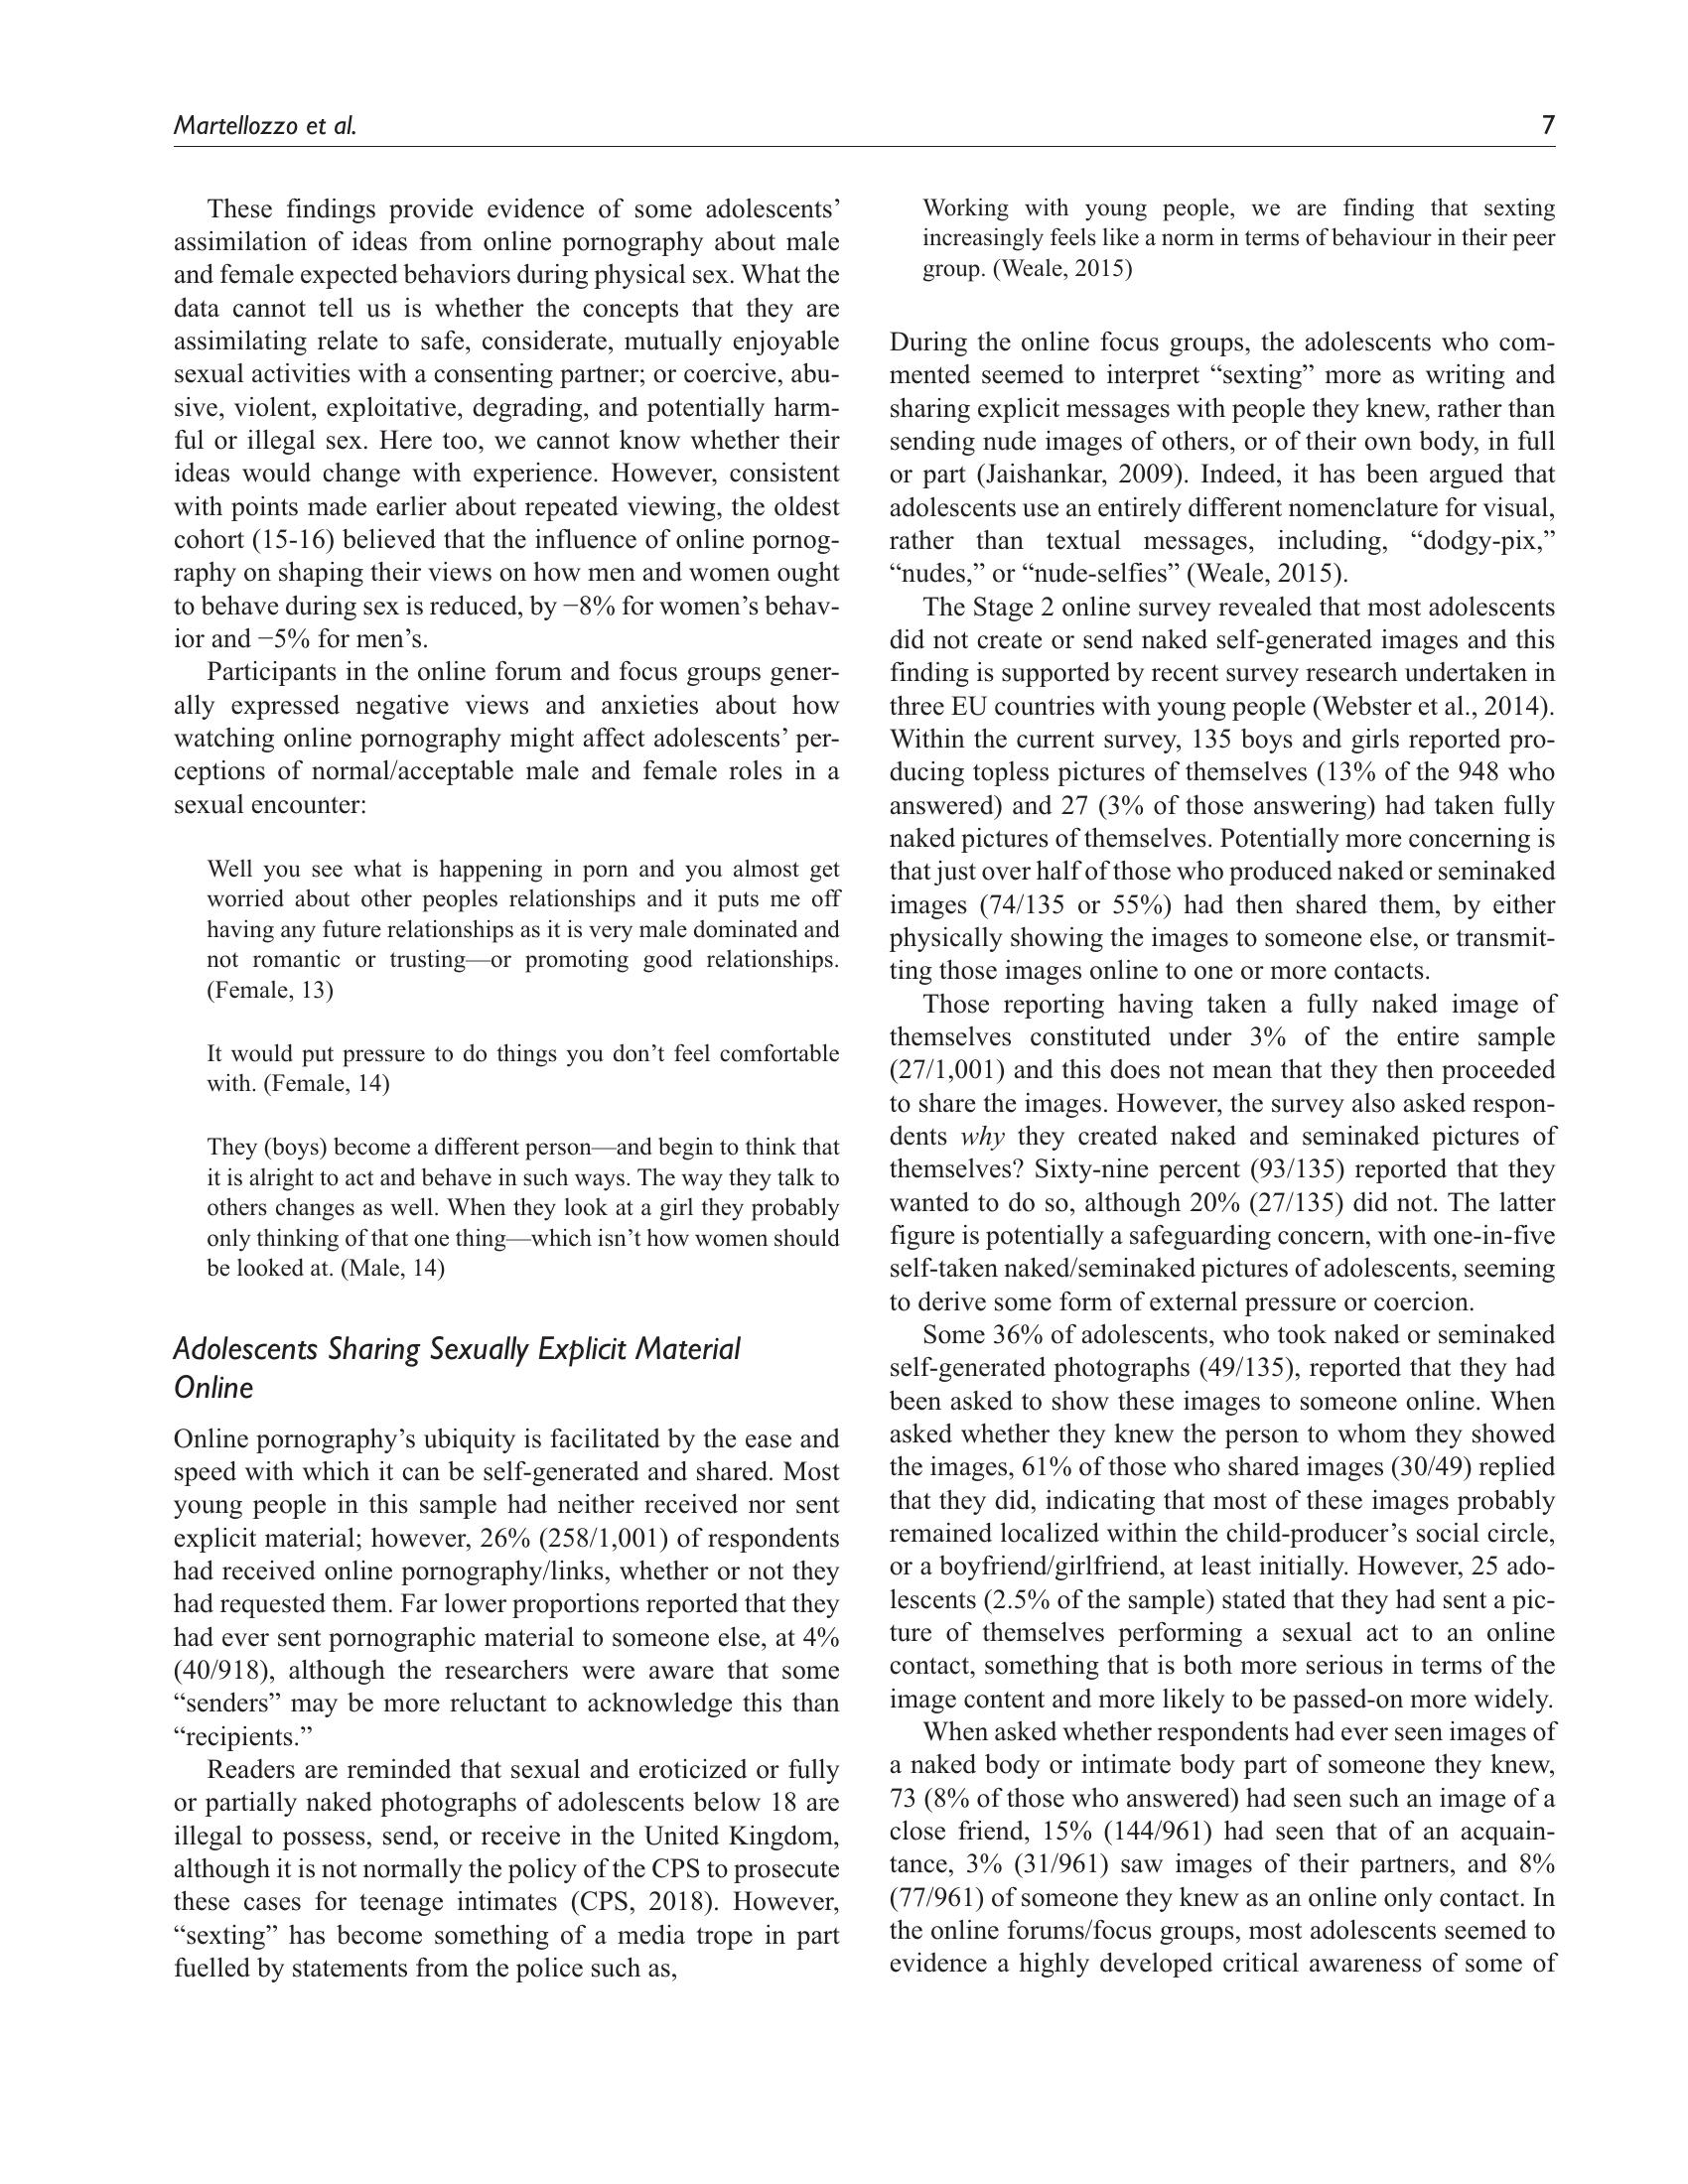 Martellozzo et al.
7
These findings provide evidence of some adolescents’
assimilation of ideas from online pornography about male
and female expected behaviors during physical sex. What the
data cannot tell us is whether the concepts that they are
assimilating relate to safe, considerate, mutually enjoyable
sexual activities with a consenting partner; or coercive, abu-
sive, violent, exploitative, degrading, and potentially harm-
ful or illegal sex. Here too, we cannot know whether their
ideas would change with experience. However, consistent
with points made earlier about repeated viewing, the oldest
cohort (15-16) believed that the influence of online pornog-
raphy on shaping their views on how men and women ought
to behave during sex is reduced, by −8% for women’s behav-
ior and −5% for men’s.
Participants in the online forum and focus groups gener-
ally expressed negative views and anxieties about how
watching online pornography might affect adolescents’ per-
ceptions of normal/acceptable male and female roles in a
sexual encounter:
Well you see what is happening in porn and you almost get
worried about other peoples relationships and it puts me off
having any future relationships as it is very male dominated and
not romantic or trusting—or promoting good relationships.
(Female, 13)
It would put pressure to do things you don’t feel comfortable
with. (Female, 14)
They (boys) become a different person—and begin to think that
it is alright to act and behave in such ways. The way they talk to
others changes as well. When they look at a girl they probably
only thinking of that one thing—which isn’t how women should
be looked at. (Male, 14)
Adolescents Sharing Sexually Explicit Material
Online
Online pornography’s ubiquity is facilitated by the ease and
speed with which it can be self-generated and shared. Most
young people in this sample had neither received nor sent
explicit material; however, 26% (258/1,001) of respondents
had received online pornography/links, whether or not they
had requested them. Far lower proportions reported that they
had ever sent pornographic material to someone else, at 4%
(40/918), although the researchers were aware that some
“senders” may be more reluctant to acknowledge this than
“recipients.”
Readers are reminded that sexual and eroticized or fully
or partially naked photographs of adolescents below 18 are
illegal to possess, send, or receive in the United Kingdom,
although it is not normally the policy of the CPS to prosecute
these cases for teenage intimates (CPS, 2018). However,
“sexting” has become something of a media trope in part
fuelled by statements from the police such as,
Working with young people, we are finding that sexting
increasingly feels like a norm in terms of behaviour in their peer
group. (Weale, 2015)
During the online focus groups, the adolescents who com-
mented seemed to interpret “sexting” more as writing and
sharing explicit messages with people they knew, rather than
sending nude images of others, or of their own body, in full
or part (Jaishankar, 2009). Indeed, it has been argued that
adolescents use an entirely different nomenclature for visual,
rather than textual messages, including, “dodgy-pix,”
“nudes,” or “nude-selfies” (Weale, 2015).
The Stage 2 online survey revealed that most adolescents
did not create or send naked self-generated images and this
finding is supported by recent survey research undertaken in
three EU countries with young people (Webster et al., 2014).
Within the current survey, 135 boys and girls reported pro-
ducing topless pictures of themselves (13% of the 948 who
answered) and 27 (3% of those answering) had taken fully
naked pictures of themselves. Potentially more concerning is
that just over half of those who produced naked or seminaked
images (74/135 or 55%) had then shared them, by either
physically showing the images to someone else, or transmit-
ting those images online to one or more contacts.
Those reporting having taken a fully naked image of
themselves constituted under 3% of the entire sample
(27/1,001) and this does not mean that they then proceeded
to share the images. However, the survey also asked respon-
dents why they created naked and seminaked pictures of
themselves? Sixty-nine percent (93/135) reported that they
wanted to do so, although 20% (27/135) did not. The latter
figure is potentially a safeguarding concern, with one-in-five
self-taken naked/seminaked pictures of adolescents, seeming
to derive some form of external pressure or coercion.
Some 36% of adolescents, who took naked or seminaked
self-generated photographs (49/135), reported that they had
been asked to show these images to someone online. When
asked whether they knew the person to whom they showed
the images, 61% of those who shared images (30/49) replied
that they did, indicating that most of these images probably
remained localized within the child-producer’s social circle,
or a boyfriend/girlfriend, at least initially. However, 25 ado-
lescents (2.5% of the sample) stated that they had sent a pic-
ture of themselves performing a sexual act to an online
contact, something that is both more serious in terms of the
image content and more likely to be passed-on more widely.
When asked whether respondents had ever seen images of
a naked body or intimate body part of someone they knew,
73 (8% of those who answered) had seen such an image of a
close friend, 15% (144/961) had seen that of an acquain-
tance, 3% (31/961) saw images of their partners, and 8%
(77/961) of someone they knew as an online only contact. In
the online forums/focus groups, most adolescents seemed to
evidence a highly developed critical awareness of some of